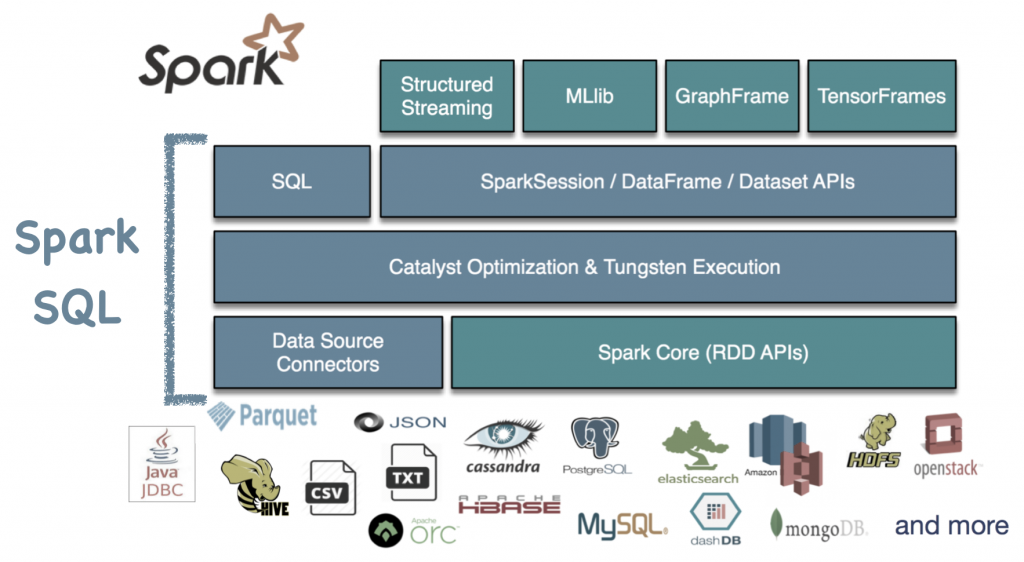 Spark
Structured
Streaming
MLlib
GraphFrame
TensorFrames
Spark
SQL
SQL
SparkSession / DataFrame / Dataset APIs
Catalyst Optimization & Tungsten Execution
Data Source
Connectors
Spark Core (RDD APIs)
Parquet
JSON
Java
JDBC
HIVE
CSV
TXT
cassandra
PostgreSQL
elasticsearch
Amazon
HDFS
openstack
Apache
orc
APACHE
HBASE
MySQL
dashDB
mongoDB
and more